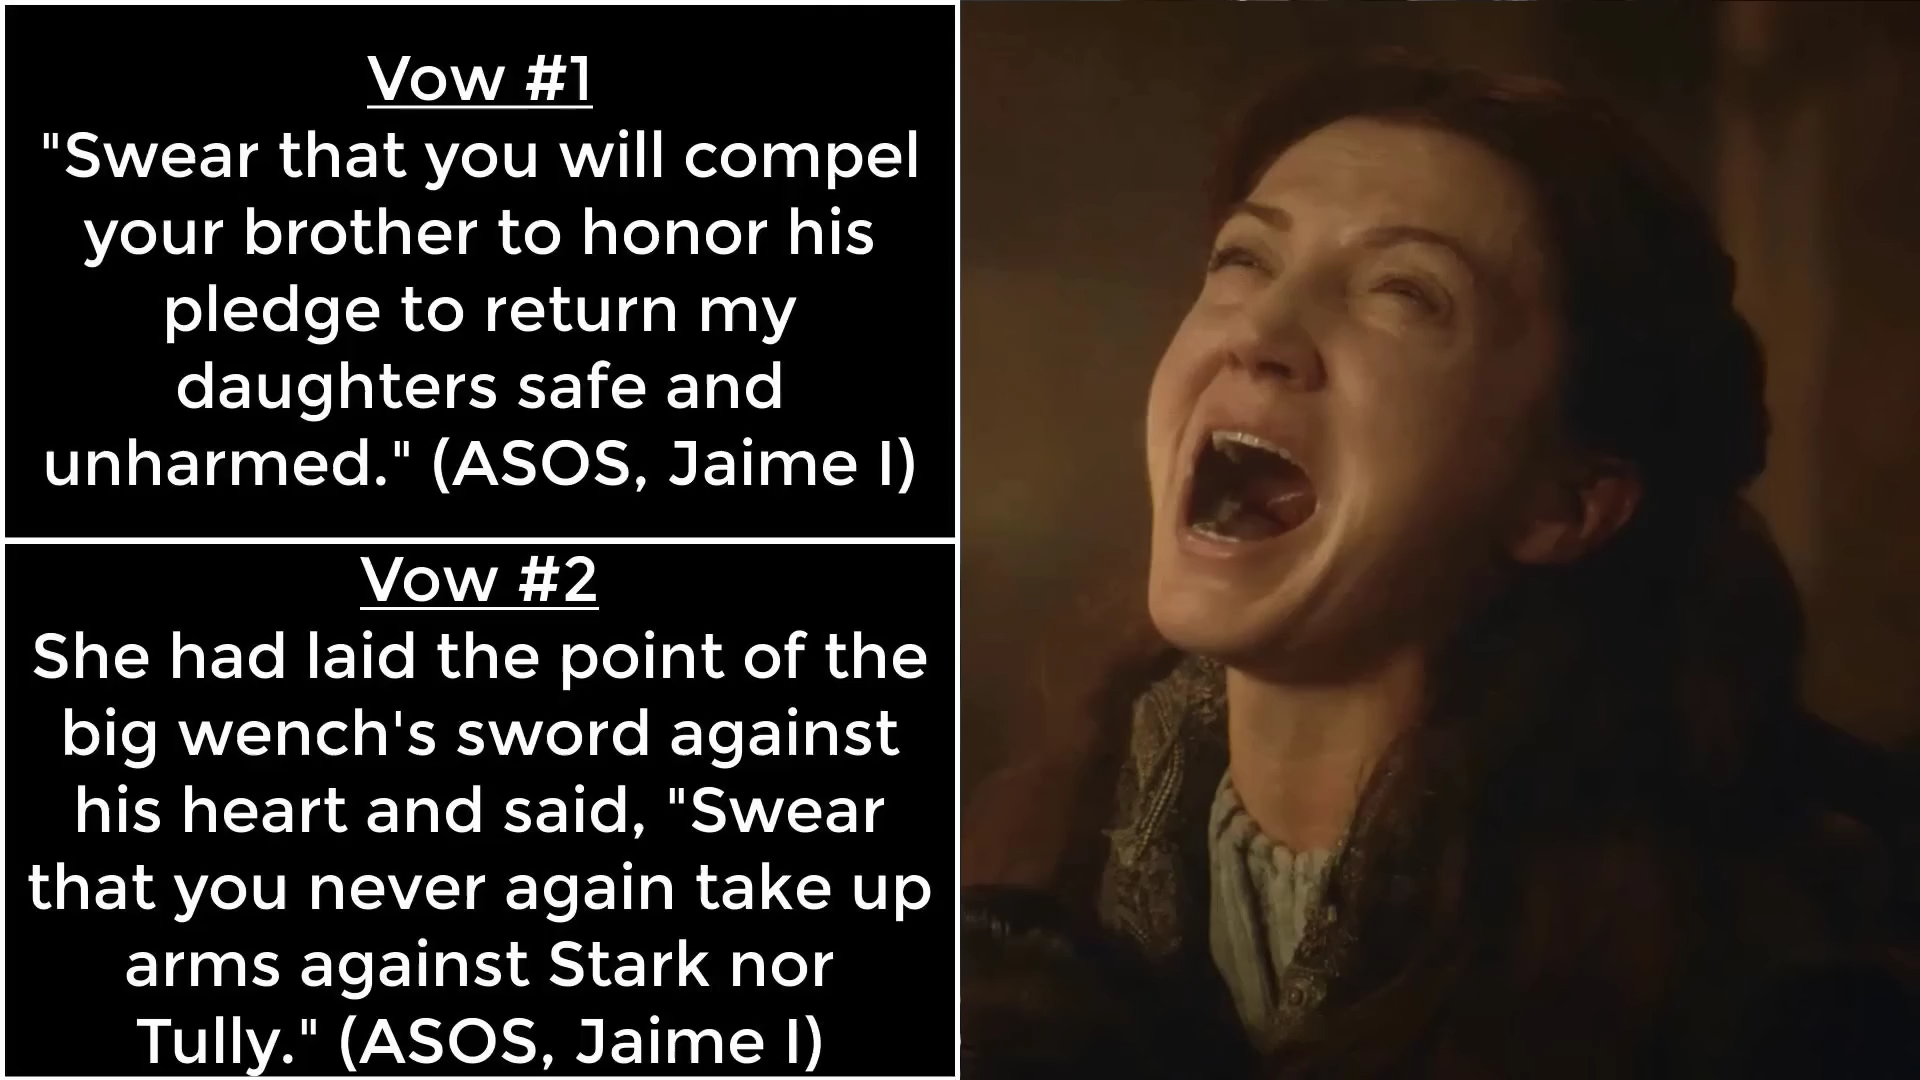 Vow #1
"Swear that you will compel
your brother to honor his
pledge to return my
daughters safe and
unharmed." (ASOS, Jaime I)
Vow #2
She had laid the point of the
big wench's sword against
his heart and said, "Swear
that you never again take up
arms against Stark nor
Tully." (ASOS, Jaime I)